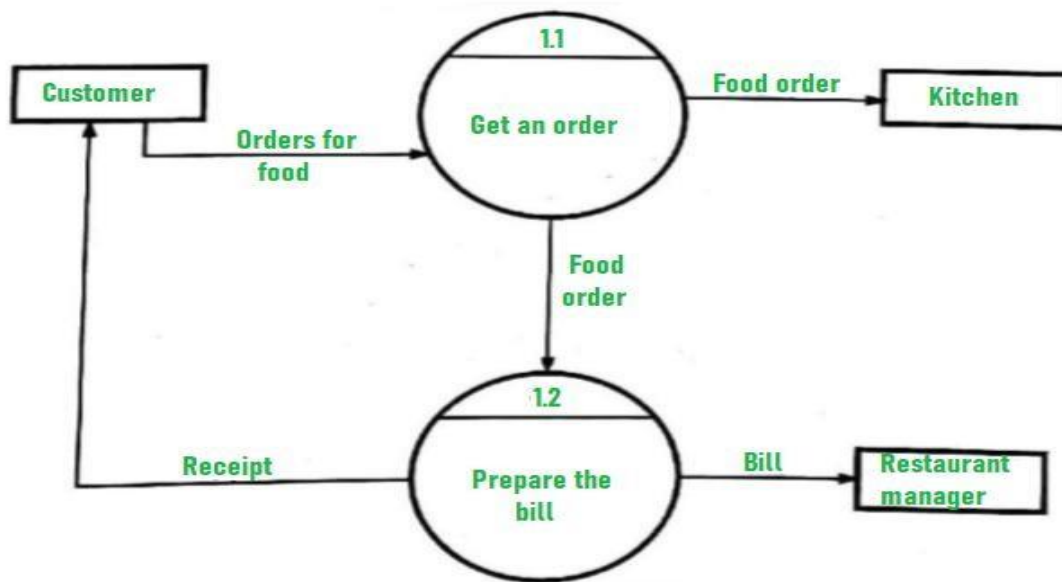 1.1
Customer
Food order
Kitchen
Get an order
Orders for
food
Food
order
1.2
Receipt
Prepare the
bill
Bill
Restaurant
manager